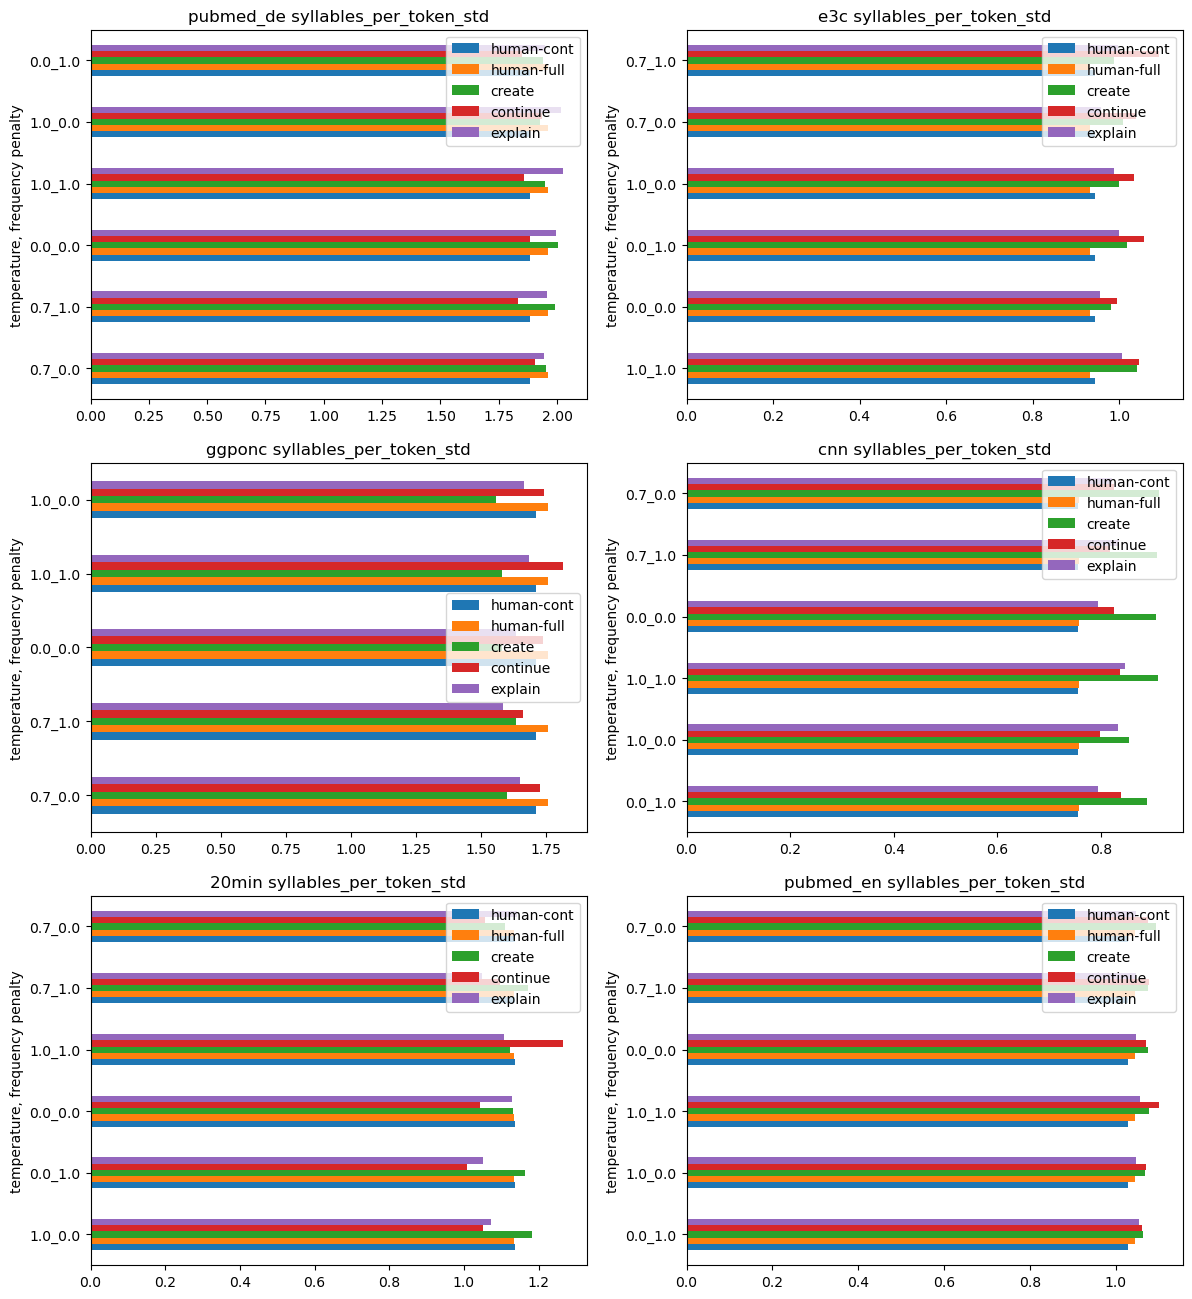 pubmed_de syllables_per_token_std
temperature, frequency penalty
0.0_1.0
1.0_0.0
1.0_1.0
0.0_0.0
0.7_1.0
0.7_0.0
0.00 0.25 0.50 0.75 1.00 1.25 1.50 1.75 2.00
human-cont
human-full
create
continue
explain
e3c syllables_per_token_std
temperature, frequency penalty
0.7_1.0
0.7_0.0
1.0_0.0
0.0_1.0
0.0_0.0
1.0_1.0
0.0 0.2 0.4 0.6 0.8 1.0
human-cont
human-full
create
continue
explain
ggponc syllables_per_token_std
temperature, frequency penalty
1.0_0.0
1.0_1.0
0.0_0.0
0.7_1.0
0.7_0.0
0.00 0.25 0.50 0.75 1.00 1.25 1.50 1.75
human-cont
human-full
create
continue
explain
cnn syllables_per_token_std
temperature, frequency penalty
0.7_0.0
0.7_1.0
0.0_0.0
1.0_1.0
1.0_0.0
0.0_1.0
0.0 0.2 0.4 0.6 0.8
human-cont
human-full
create
continue
explain
20min syllables_per_token_std
temperature, frequency penalty
0.7_0.0
0.7_1.0
1.0_1.0
0.0_0.0
0.0_1.0
1.0_0.0
0.0 0.2 0.4 0.6 0.8 1.0 1.2
human-cont
human-full
create
continue
explain
pubmed_en syllables_per_token_std
temperature, frequency penalty
0.7_0.0
0.7_1.0
0.0_0.0
1.0_1.0
1.0_0.0
0.0_1.0
0.0 0.2 0.4 0.6 0.8 1.0
human-cont
human-full
create
continue
explain